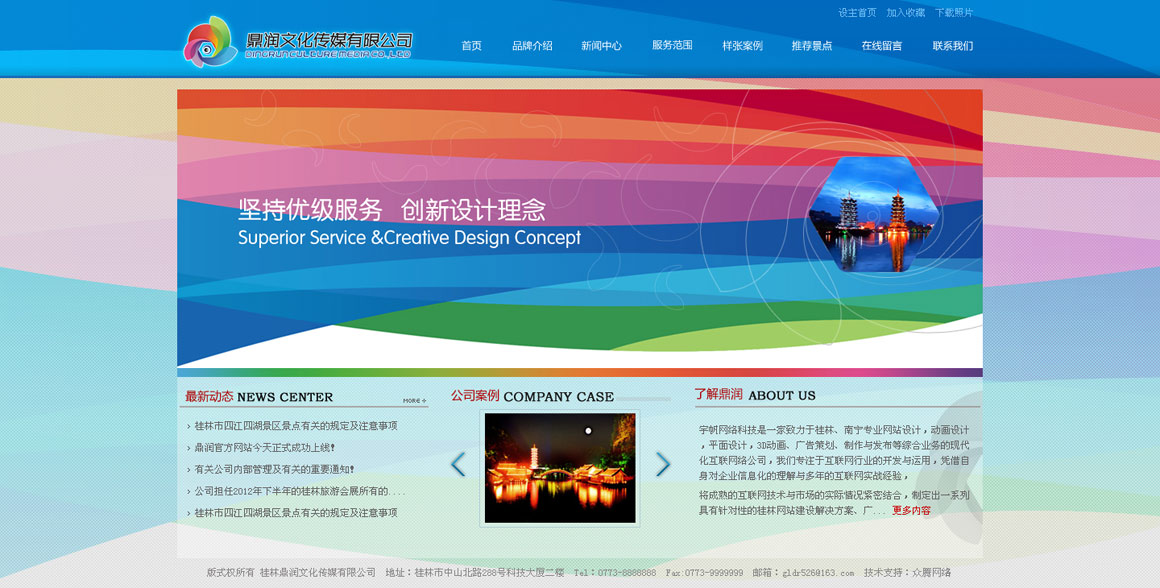 设主首页 加入收藏 下载照片
鼎润文化传媒有限公司
DINGRUNCULEUREMEDIACO.,LTD
首页 品牌介绍 新闻中心 服务范围 样张案例 推荐景点 在线留言 联系我们
坚持优级服务 创新设计理念
Superior Service &Creative Design Concept
最新动态 NEWS CENTER MORE+
› 桂林市四江四湖景区景点有关的规定及注意事项
› 鼎润官方网站今天正式成功上线!
› 有关公司内部管理及有关的重要通知!
› 公司担任2012年下半年的桂林旅游会展所有的....
› 桂林市四江四湖景区景点有关的规定及注意事项
公司案例 COMPANY CASE
了解鼎润 ABOUT US
宇帆网络科技是一家致力于桂林、南宁专业网站设计，动画设计
，平面设计，3D动画、广告策划、制作与发布等综合业务的现代
化互联网络公司，我们专注于互联网行业的开发与运用，凭借自
身对企业信息化的理解与多年的互联网实战经验，
将成熟的互联网技术与市场的实际情况紧密结合，制定出一系列
具有针对性的桂林网站建设解决方案、广... 更多内容
版式权所有 桂林鼎润文化传媒有限公司 地址：桂林市中山北路288号科技大厦二楼 Tel：0773-8888888 Fax:0773-9999999 邮箱：gldr526@163.com 技术支持：众腾网络